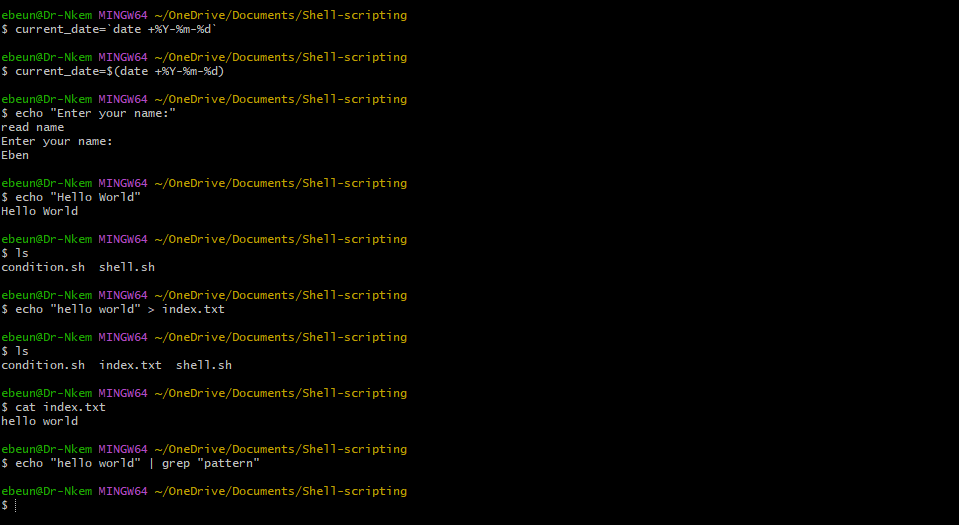 ebeun@Dr-Nkem MINGW64 ~/OneDrive/Documents/Shell-scripting
$ current_date=`date +%Y-%m-%d`
ebeun@Dr-Nkem MINGW64 ~/OneDrive/Documents/Shell-scripting
$ current_date=$(date +%Y-%m-%d)
ebeun@Dr-Nkem MINGW64 ~/OneDrive/Documents/Shell-scripting
$ echo "Enter your name:"
read name
Enter your name:
Eben
ebeun@Dr-Nkem MINGW64 ~/OneDrive/Documents/Shell-scripting
$ echo "Hello World"
Hello World
ebeun@Dr-Nkem MINGW64 ~/OneDrive/Documents/Shell-scripting
$ ls
condition.sh  shell.sh
ebeun@Dr-Nkem MINGW64 ~/OneDrive/Documents/Shell-scripting
$ echo "hello world" > index.txt
ebeun@Dr-Nkem MINGW64 ~/OneDrive/Documents/Shell-scripting
$ ls
condition.sh  index.txt  shell.sh
ebeun@Dr-Nkem MINGW64 ~/OneDrive/Documents/Shell-scripting
$ cat index.txt
hello world
ebeun@Dr-Nkem MINGW64 ~/OneDrive/Documents/Shell-scripting
$ echo "hello world" | grep "pattern"
ebeun@Dr-Nkem MINGW64 ~/OneDrive/Documents/Shell-scripting
$